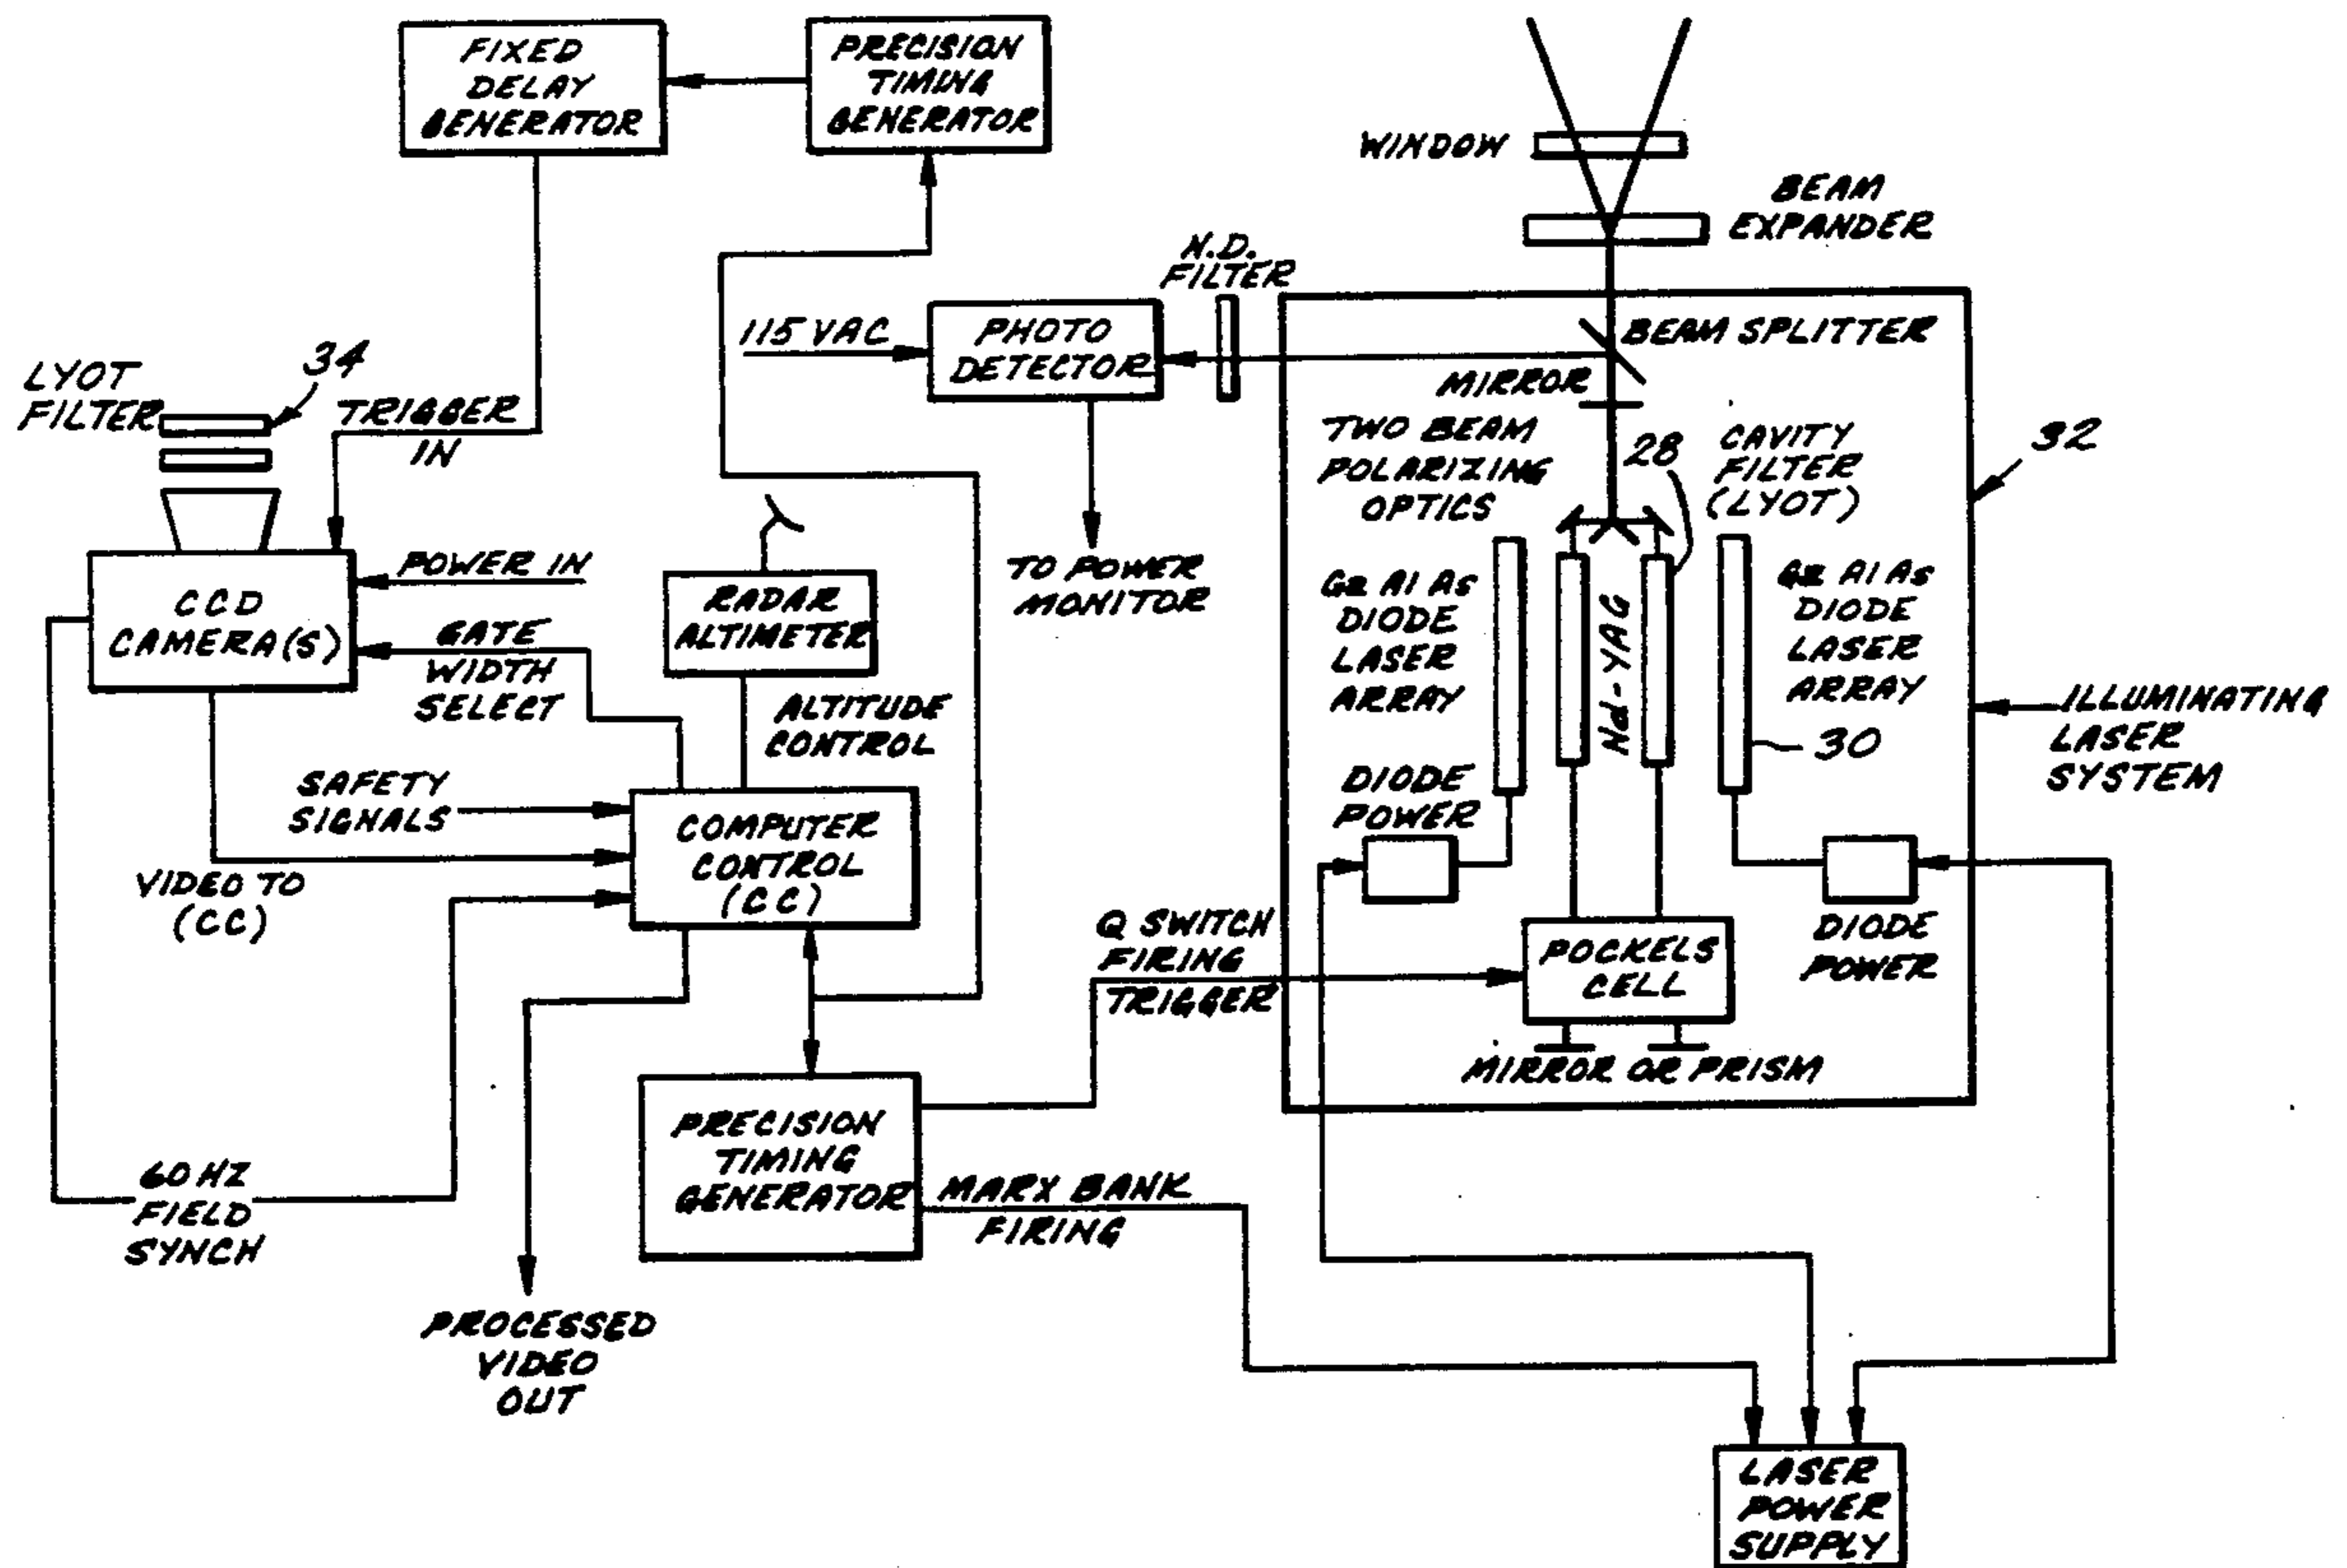 FIXED
DELAY
GENERATOR
PRECISION
TIMING
GENERATOR
WINDOW
BEAM
EXPANDER
N.D.
FILTER
115 VAC
PHOTO
DETECTOR
BEAM SPLITTER
MIRROR
LYOT
FILTER
34
TRIGGER
IN
TWO BEAM
POLARIZING
OPTICS
28
CAVITY
FILTER
(LYOT)
32
POWER IN
CCD
CAMERA(S)
GATE
WIDTH
SELECT
RADAR
ALTIMETER
TO POWER
MONITOR
Ga Al As
DIODE
LASER
ARRAY
Nd-YAG
Ga Al As
DIODE
LASER
ARRAY
30
ILLUMINATING
LASER
SYSTEM
ALTITUDE
CONTROL
SAFETY
SIGNALS
DIODE
POWER
COMPUTER
CONTROL
(CC)
VIDEO TO
(CC)
Q SWITCH
FIRING
TRIGGER
POCKELS
CELL
DIODE
POWER
MIRROR OR PRISM
60 HZ
FIELD
SYNCH
PRECISION
TIMING
GENERATOR
MARX BANK
FIRING
PROCESSED
VIDEO
OUT
LASER
POWER
SUPPLY